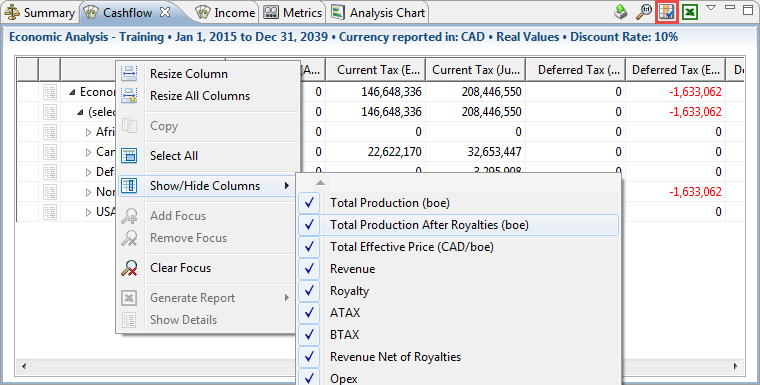 Summary Cashflow Income Metrics Analysis Chart
Economic Analysis - Training • Jan 1, 2015 to Dec 31, 2039 • Currency reported in: CAD • Real Values • Discount Rate: 10%
(A... Current Tax (E... Current Tax (Ju... Deferred Tax (... Deferred Tax (E... De
Econo 0 146,648,336 208,446,550 0 -1,633,062
(selec 0 146,648,336 208,446,550 0 -1,633,062
Afri 0 0 0 0 0
Can 0 22,622,170 32,653,447 0 0
Def 0 3,295,908
Nor -1,633,062
USA 0
Resize Column
Resize All Columns
Copy
Select All
Show/Hide Columns
Add Focus
Remove Focus
Clear Focus
Generate Report
Show Details
Total Production (boe)
Total Production After Royalties (boe)
Total Effective Price (CAD/boe)
Revenue
Royalty
ATAX
BTAX
Revenue Net of Royalties
Opex